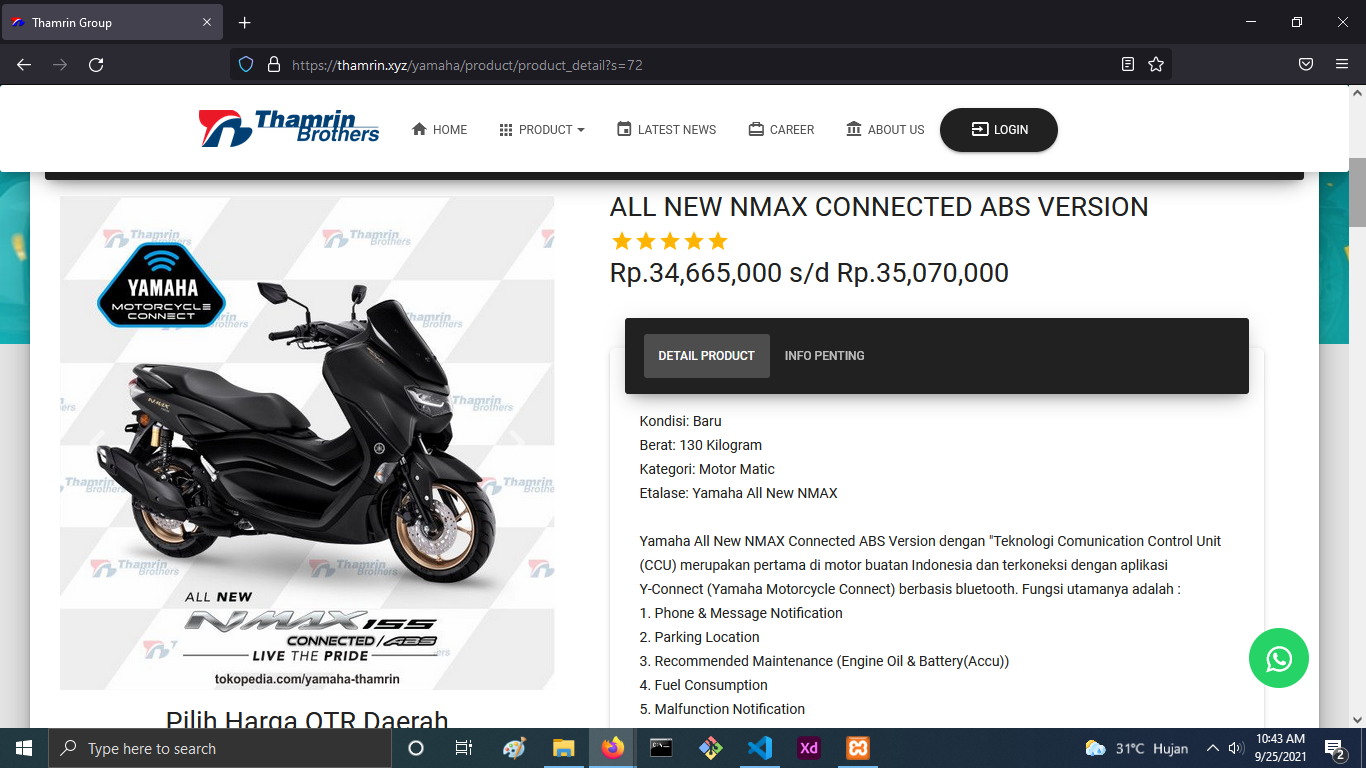 Thamrin Group
https://thamrin.xyz/yamaha/product/product_detail?s=72
Thamrin Brothers
HOME
PRODUCT
LATEST NEWS
CAREER
ABOUT US
LOGIN
Thamrin Brothers
YAMAHA
MOTORCYCLE
CONNECT
NMAX
ALL NEW
NMAX 155
CONNECTED/ABS
LIVE THE PRIDE
tokopedia.com/yamaha-thamrin
Pilih Harga OTR Daerah
ALL NEW NMAX CONNECTED ABS VERSION
Rp.34,665,000 s/d Rp.35,070,000
DETAIL PRODUCT
INFO PENTING
Kondisi: Baru
Berat: 130 Kilogram
Kategori: Motor Matic
Etalase: Yamaha All New NMAX
Yamaha All New NMAX Connected ABS Version dengan "Teknologi Comunication Control Unit
(CCU) merupakan pertama di motor buatan Indonesia dan terkoneksi dengan aplikasi
Y-Connect (Yamaha Motorcycle Connect) berbasis bluetooth. Fungsi utamanya adalah :
1. Phone & Message Notification
2. Parking Location
3. Recommended Maintenance (Engine Oil & Battery(Accu))
4. Fuel Consumption
5. Malfunction Notification
Type here to search
Xd
31°C Hujan
10:43 AM
9/25/2021
2